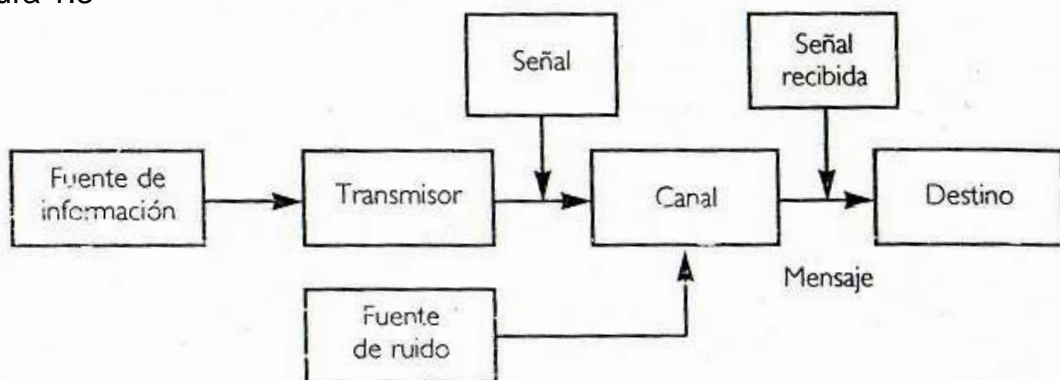 Señal
Señal
recibida
Fuente de
información
Transmisor
Canal
Destino
Mensaje
Fuente
de ruido